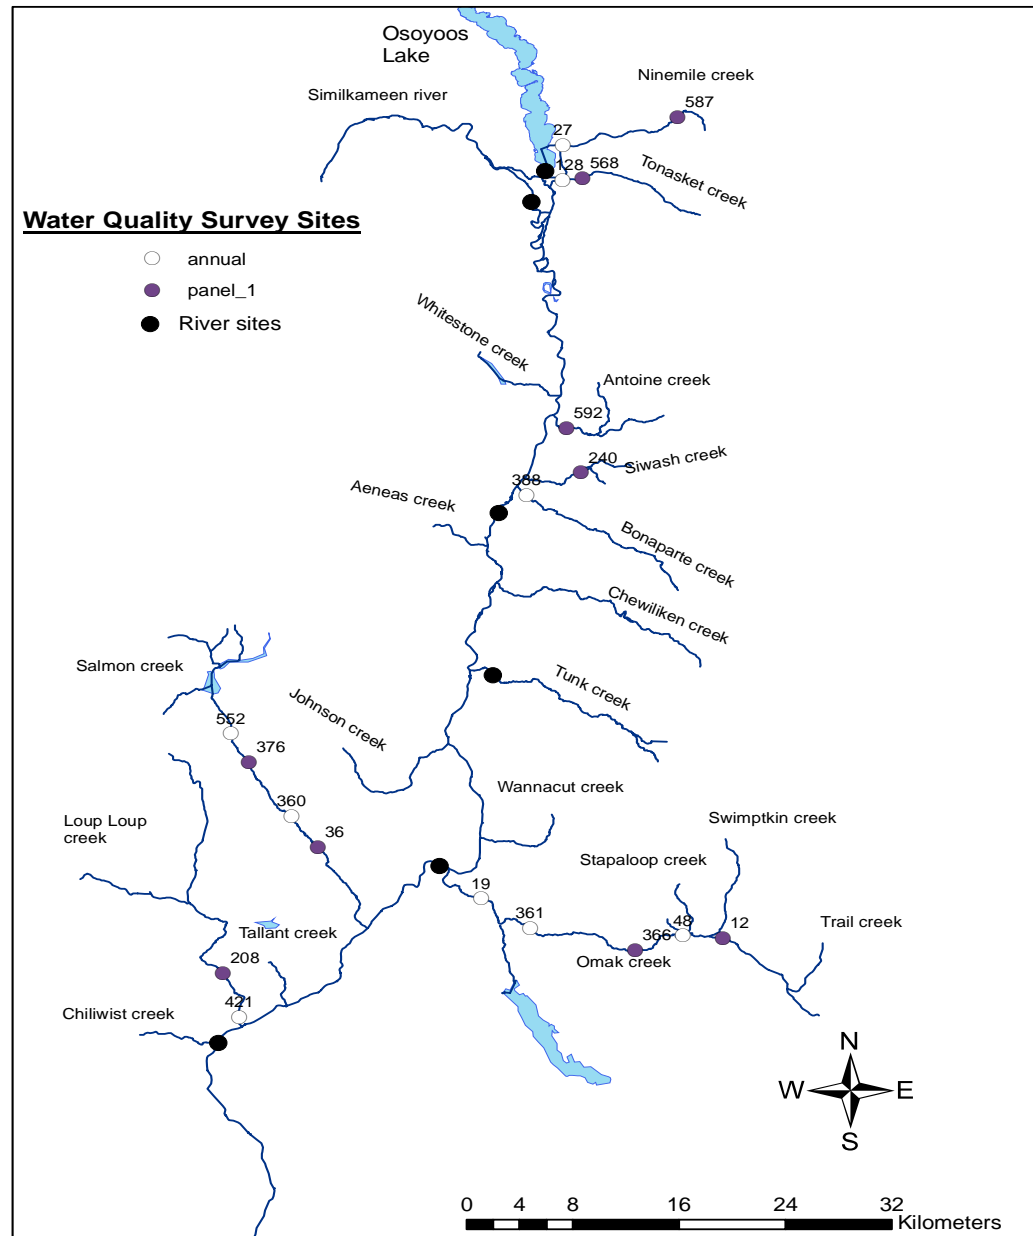 Osoyoos
Lake
Ninemile creek
587
Similkameen river
27
128
568
Tonasket creek
Water Quality Survey Sites
annual
panel_1
River sites
Whitestone creek
Antoine creek
592
240
Siwash creek
388
Aeneas creek
Bonaparte creek
Chewiliken creek
Salmon creek
Tunk creek
Johnson creek
552
376
Wannacut creek
360
Loup Loup
creek
36
Swimptkin creek
Stapaloop creek
19
361
48
12
Trail creek
366
Omak creek
Tallant creek
208
421
Chiliwist creek
N
W
E
S
0 4 8 16 24 32
Kilometers